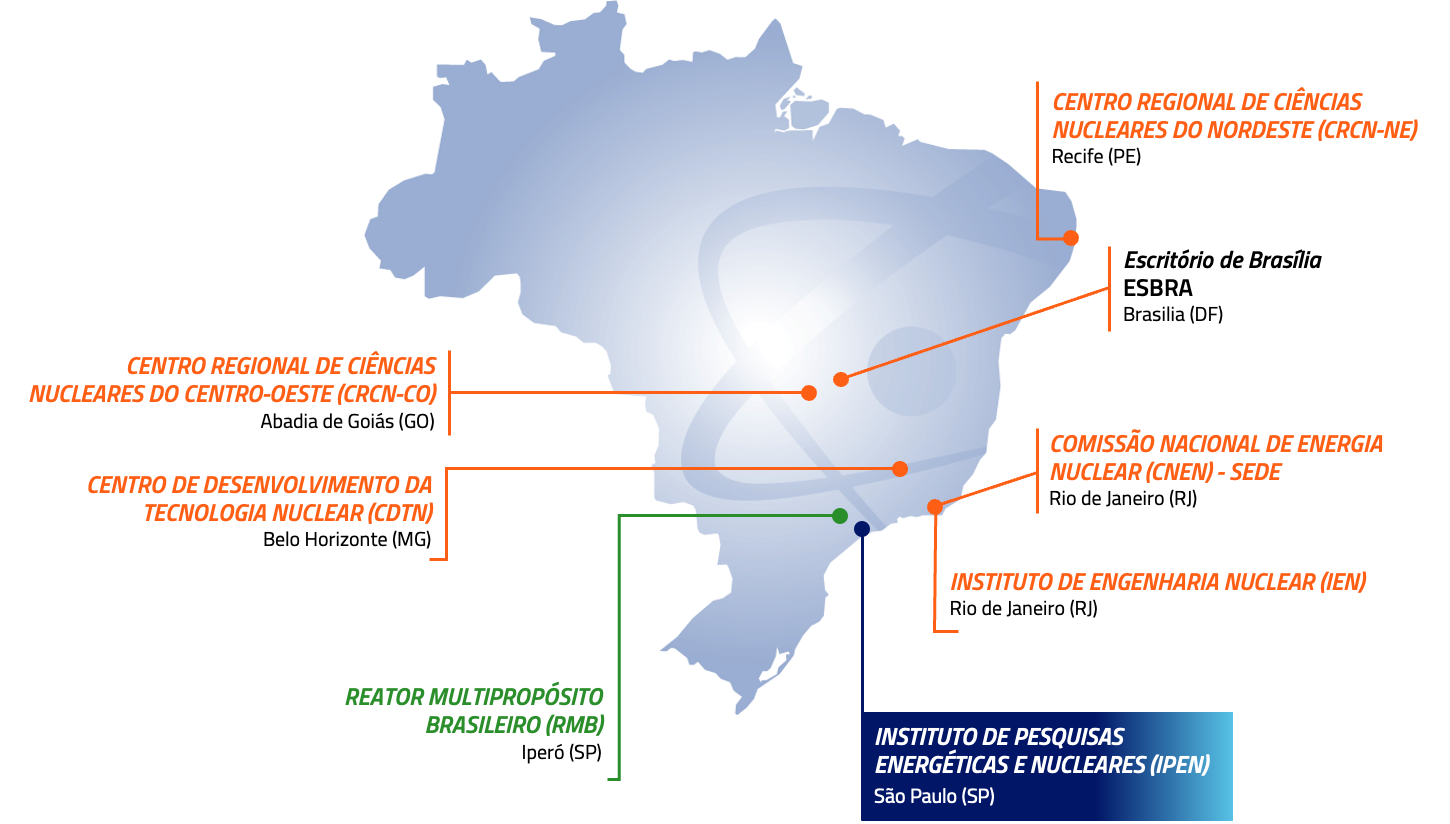 CENTRO REGIONAL DE CIÊNCIAS
NUCLEARES DO NORDESTE (CRCN-NE)
Recife (PE)
Escritório de Brasília
ESBRA
Brasilia (DF)
CENTRO REGIONAL DE CIÊNCIAS
NUCLEARES DO CENTRO-OESTE (CRCN-CO)
Abadia de Goiás (GO)
COMISSÃO NACIONAL DE ENERGIA
NUCLEAR (CNEN) - SEDE
Rio de Janeiro (RJ)
CENTRO DE DESENVOLVIMENTO DA
TECNOLOGIA NUCLEAR (CDTN)
Belo Horizonte (MG)
INSTITUTO DE ENGENHARIA NUCLEAR (IEN)
Rio de Janeiro (RJ)
REATOR MULTIPROPÓSITO
BRASILEIRO (RMB)
Iperó (SP)
INSTITUTO DE PESQUISAS
ENERGÉTICAS E NUCLEARES (IPEN)
São Paulo (SP)